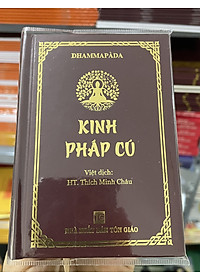 DHAMMAPADA
KINH
PHÁP CÚ
Việt dịch:
HT. Thích Minh Châu
NHÀ XUẤT BẢN TÔN GIÁO